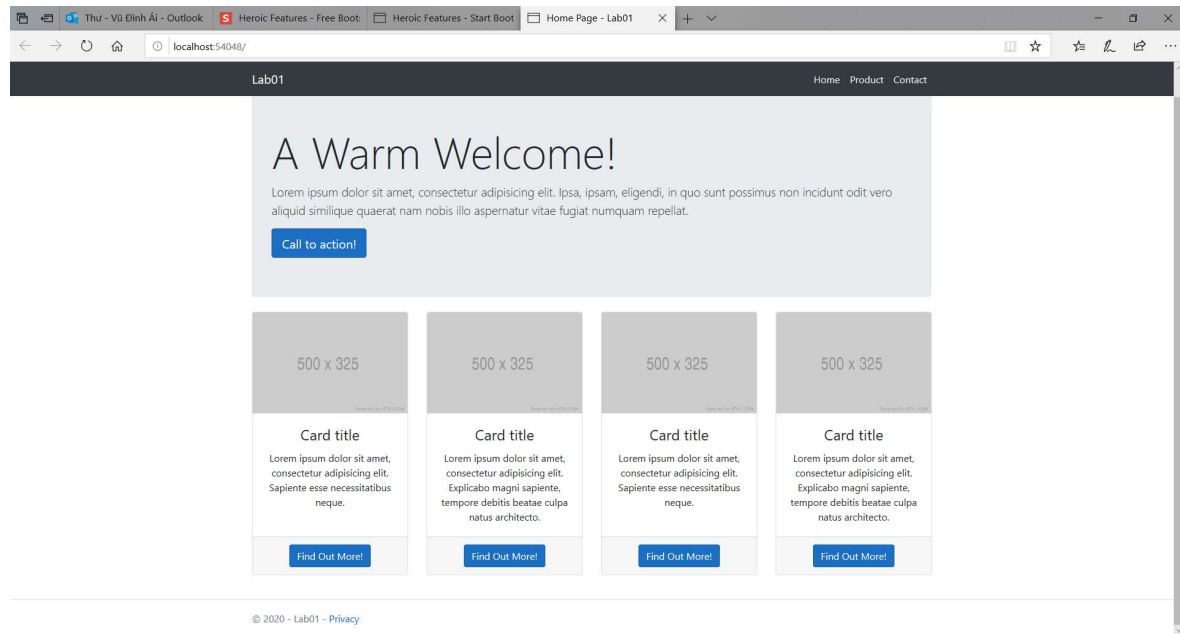 Thư - Vũ Đình Ái - Outlook
Heroic Features - Free Boot:
Heroic Features - Start Boot
Home Page - Lab01
localhost:54048/
Lab01
Home Product Contact
A Warm Welcome!
Lorem ipsum dolor sit amet, consectetur adipisicing elit. Ipsa, ipsam, eligendi, in quo sunt possimus non incidunt odit vero
aliquid similique quaerat nam nobis illo aspernatur vitae fugiat numquam repellat.
Call to action!
500 x 325
Card title
Lorem ipsum dolor sit amet,
consectetur adipisicing elit.
Sapiente esse necessitatibus
neque.
Find Out More!
500 x 325
Card title
Lorem ipsum dolor sit amet,
consectetur adipisicing elit.
Explicabo magni sapiente,
tempore debitis beatae culpa
natus architecto.
Find Out More!
500 x 325
Card title
Lorem ipsum dolor sit amet,
consectetur adipisicing elit.
Sapiente esse necessitatibus
neque.
Find Out More!
500 x 325
Card title
Lorem ipsum dolor sit amet,
consectetur adipisicing elit.
Explicabo magni sapiente,
tempore debitis beatae culpa
natus architecto.
Find Out More!
© 2020 - Lab01 - Privacy